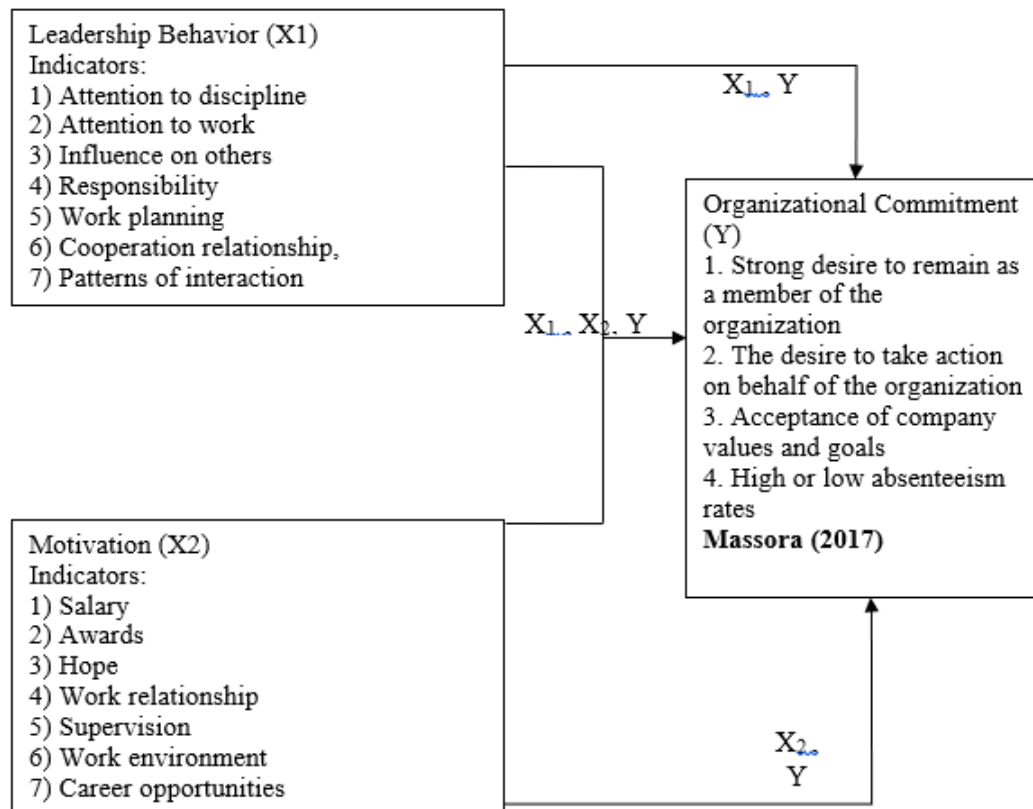 Leadership Behavior (X1)
Indicators:
1) Attention to discipline
2) Attention to work
3) Influence on others
4) Responsibility
5) Work planning
6) Cooperation relationship,
7) Patterns of interaction
X1., Y
Organizational Commitment
(Y)
1. Strong desire to remain as
a member of the
organization
2. The desire to take action
on behalf of the organization
3. Acceptance of company
values and goals
4. High or low absenteeism
rates
Massora (2017)
X1., X2, Y
Motivation (X2)
Indicators:
1) Salary
2) Awards
3) Hope
4) Work relationship
5) Supervision
6) Work environment
7) Career opportunities
X2.,
Y